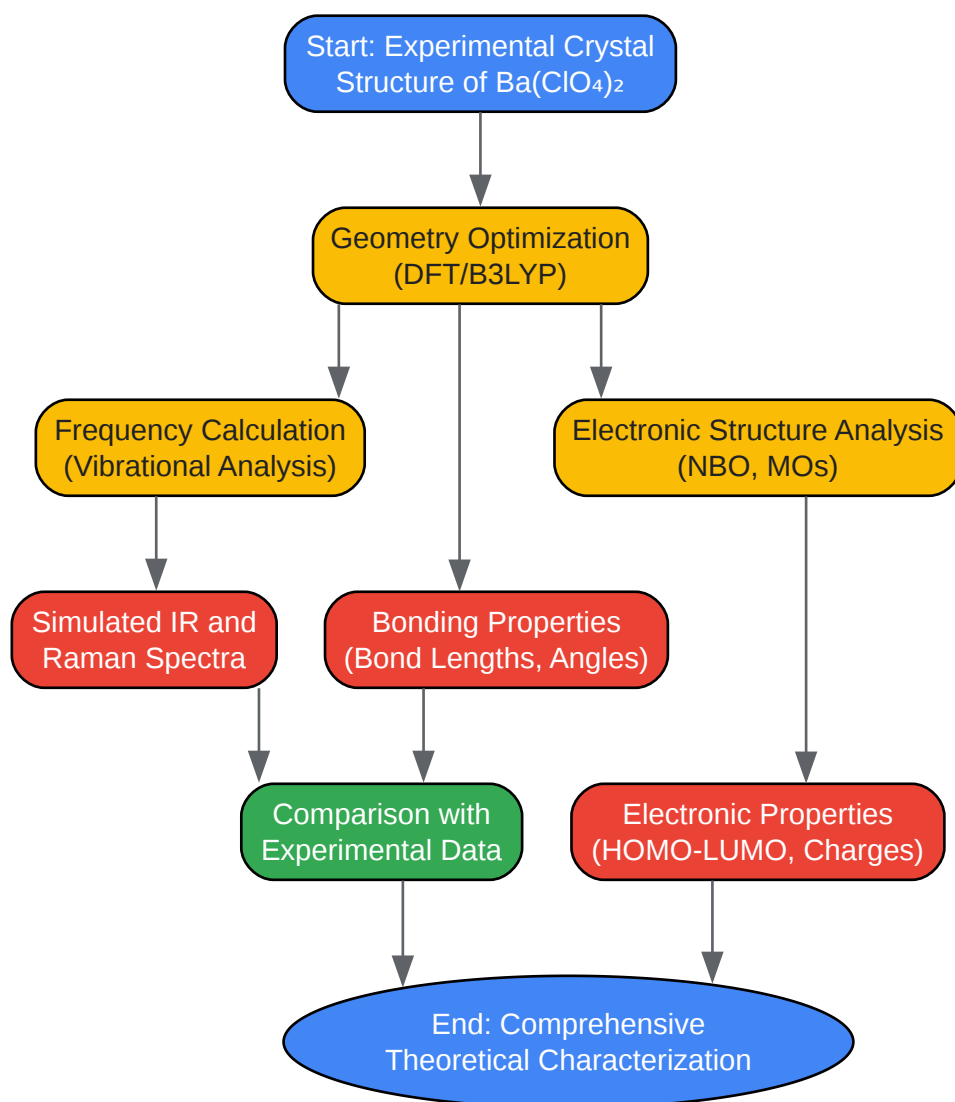 Start: Experimental Crystal
Structure of Ba(ClO₄)₂
Geometry Optimization
(DFT/B3LYP)
Frequency Calculation
(Vibrational Analysis)
Electronic Structure Analysis
(NBO, MOs)
Simulated IR and
Raman Spectra
Bonding Properties
(Bond Lengths, Angles)
Comparison with
Experimental Data
Electronic Properties
(HOMO-LUMO, Charges)
End: Comprehensive
Theoretical Characterization